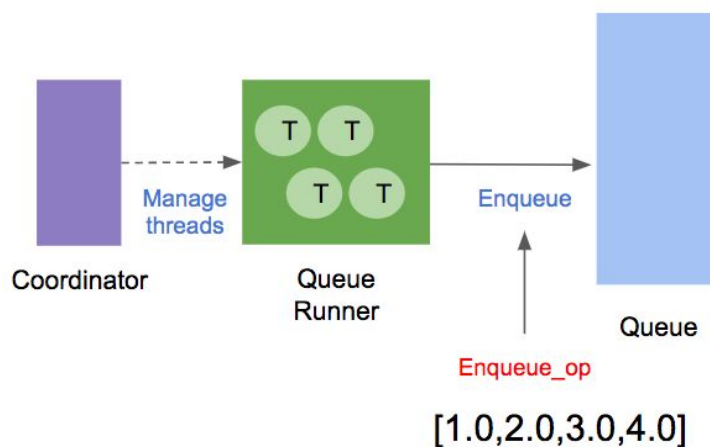 T T
T T
Manage
threads
Enqueue
Coordinator
Queue
Runner
Queue
Enqueue_op
[1.0,2.0,3.0,4.0]